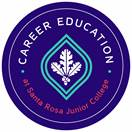 CAREER EDUCATION
at Santa Rosa Junior College